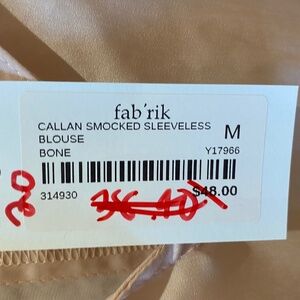 fab'rik
CALLAN SMOCKED SLEEVELESS
BLOUSE
M
BONE
Y17966
314930
$48.00
20